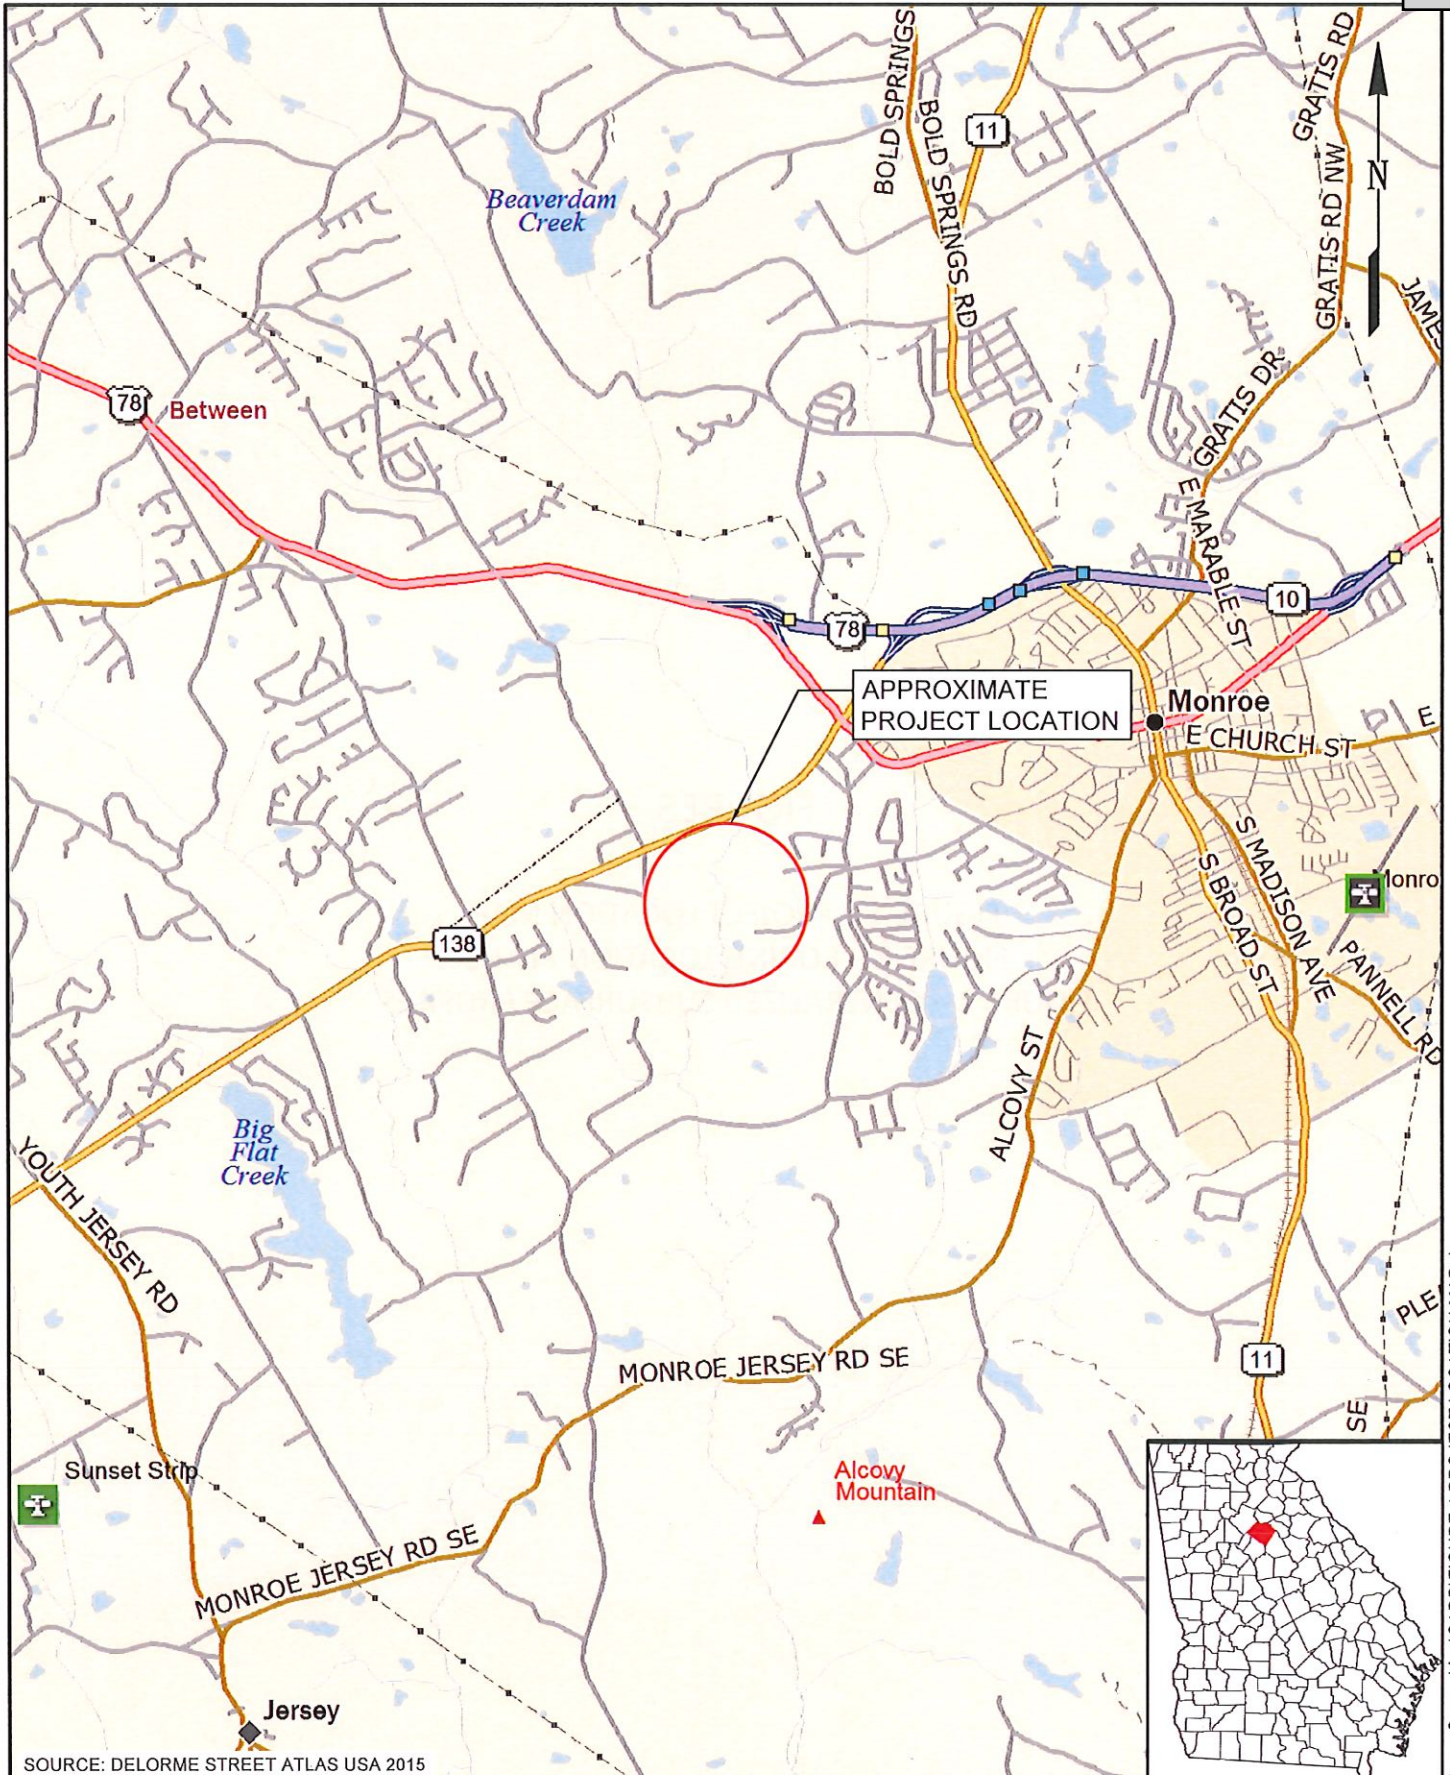 BOLD SPRINGS
BOLD SPRINGS RD
11
GRATIS RD
GRATIS RD NW
N
JAMES
Beaverdam
Creek
78
Between
GRATIS DR
E MARABLE ST
10
78
APPROXIMATE
PROJECT LOCATION
Monroe
E CHURCH ST
E
S MADISON AVE
S BROAD ST
Monro
PANNELL RD
138
ALCOVY ST
Big
Flat
Creek
YOUTH JERSEY RD
PLE
11
MONROE JERSEY RD SE
SE
Sunset Strip
Alcovy
Mountain
MONROE JERSEY RD SE
Jersey
SOURCE: DELORME STREET ATLAS USA 2015